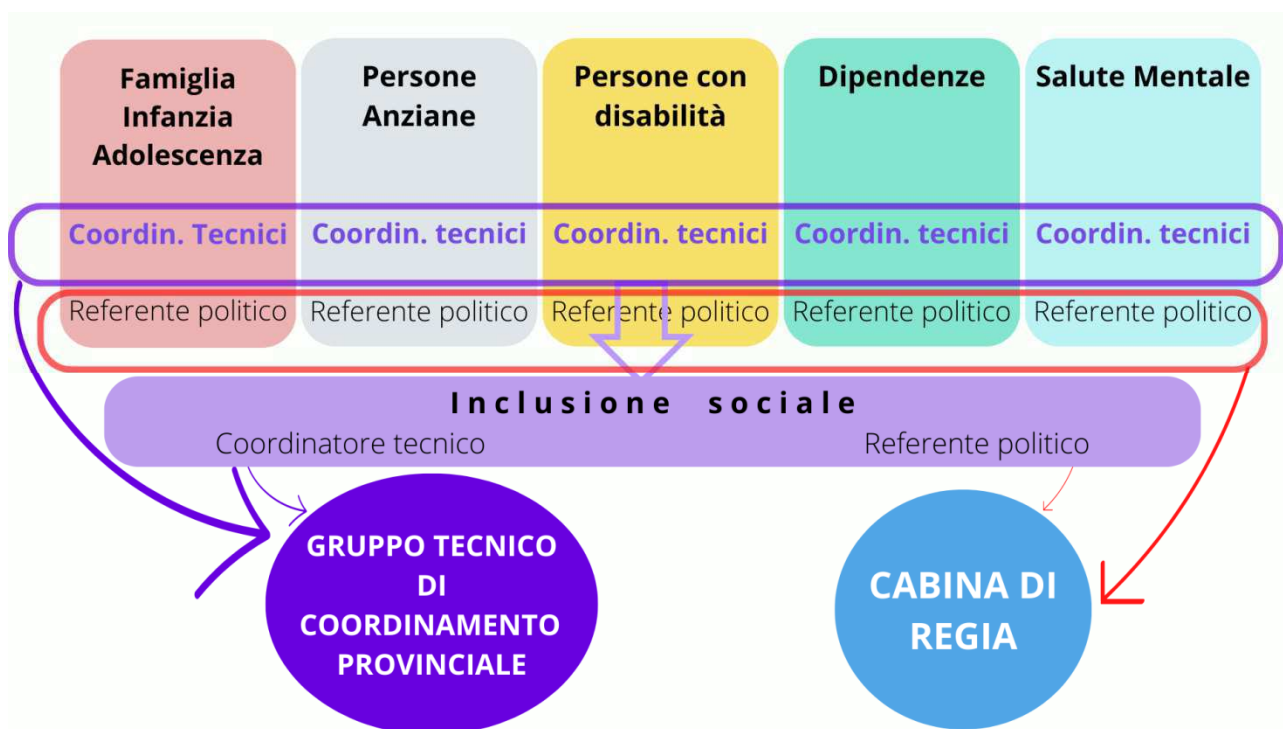 Famiglia
Infanzia
Adolescenza
Persone
Anziane
Persone con
disabilità
Dipendenze
Salute Mentale
Coordin. Tecnici
Coordin. tecnici
Coordin. tecnici
Coordin. tecnici
Coordin. tecnici
Referente politico
Referente politico
Referente politico
Referente politico
Referente politico
Inclusione sociale
Coordinatore tecnico
Referente politico
GRUPPO TECNICO
DI
COORDINAMENTO
PROVINCIALE
CABINA DI
REGIA